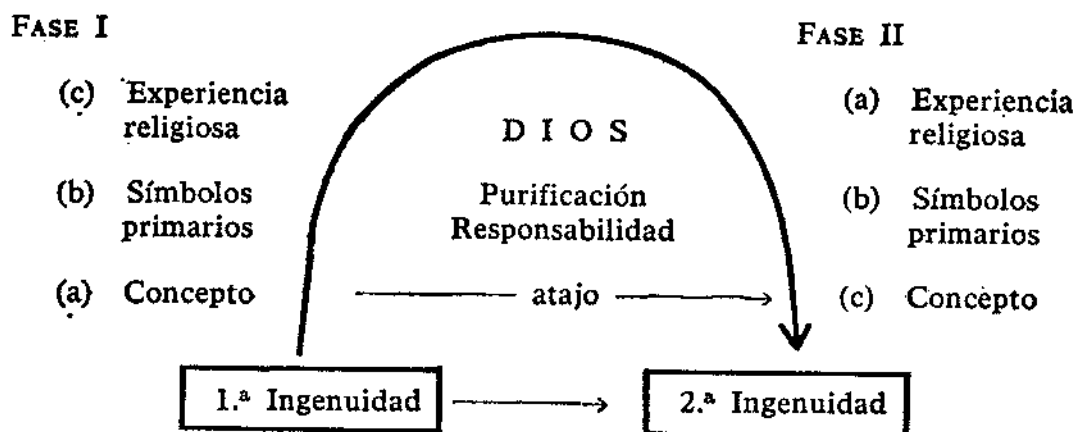 FASE I
(c) Experiencia
religiosa
(b) Símbolos
primarios
(a) Concepto
DIOS
Purificación
Responsabilidad
atajo
FASE II
(a) Experiencia
religiosa
(b) Símbolos
primarios
(c) Concepto
1.ª Ingenuidad
2.ª Ingenuidad